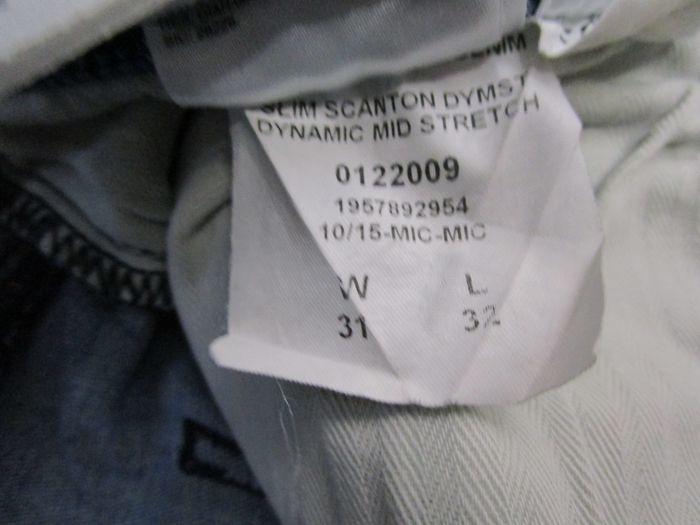 SLIM SCANTON DYMST
DYNAMIC MID STRETCH
0122009
1957892954
10/15-MIC-MIC
W L
31 32